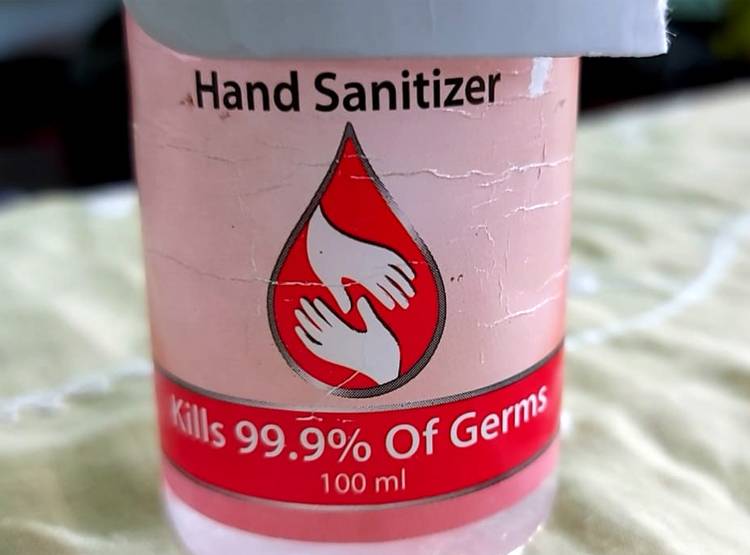 Hand Sanitizer
Kills 99.9% Of Germs
100 ml